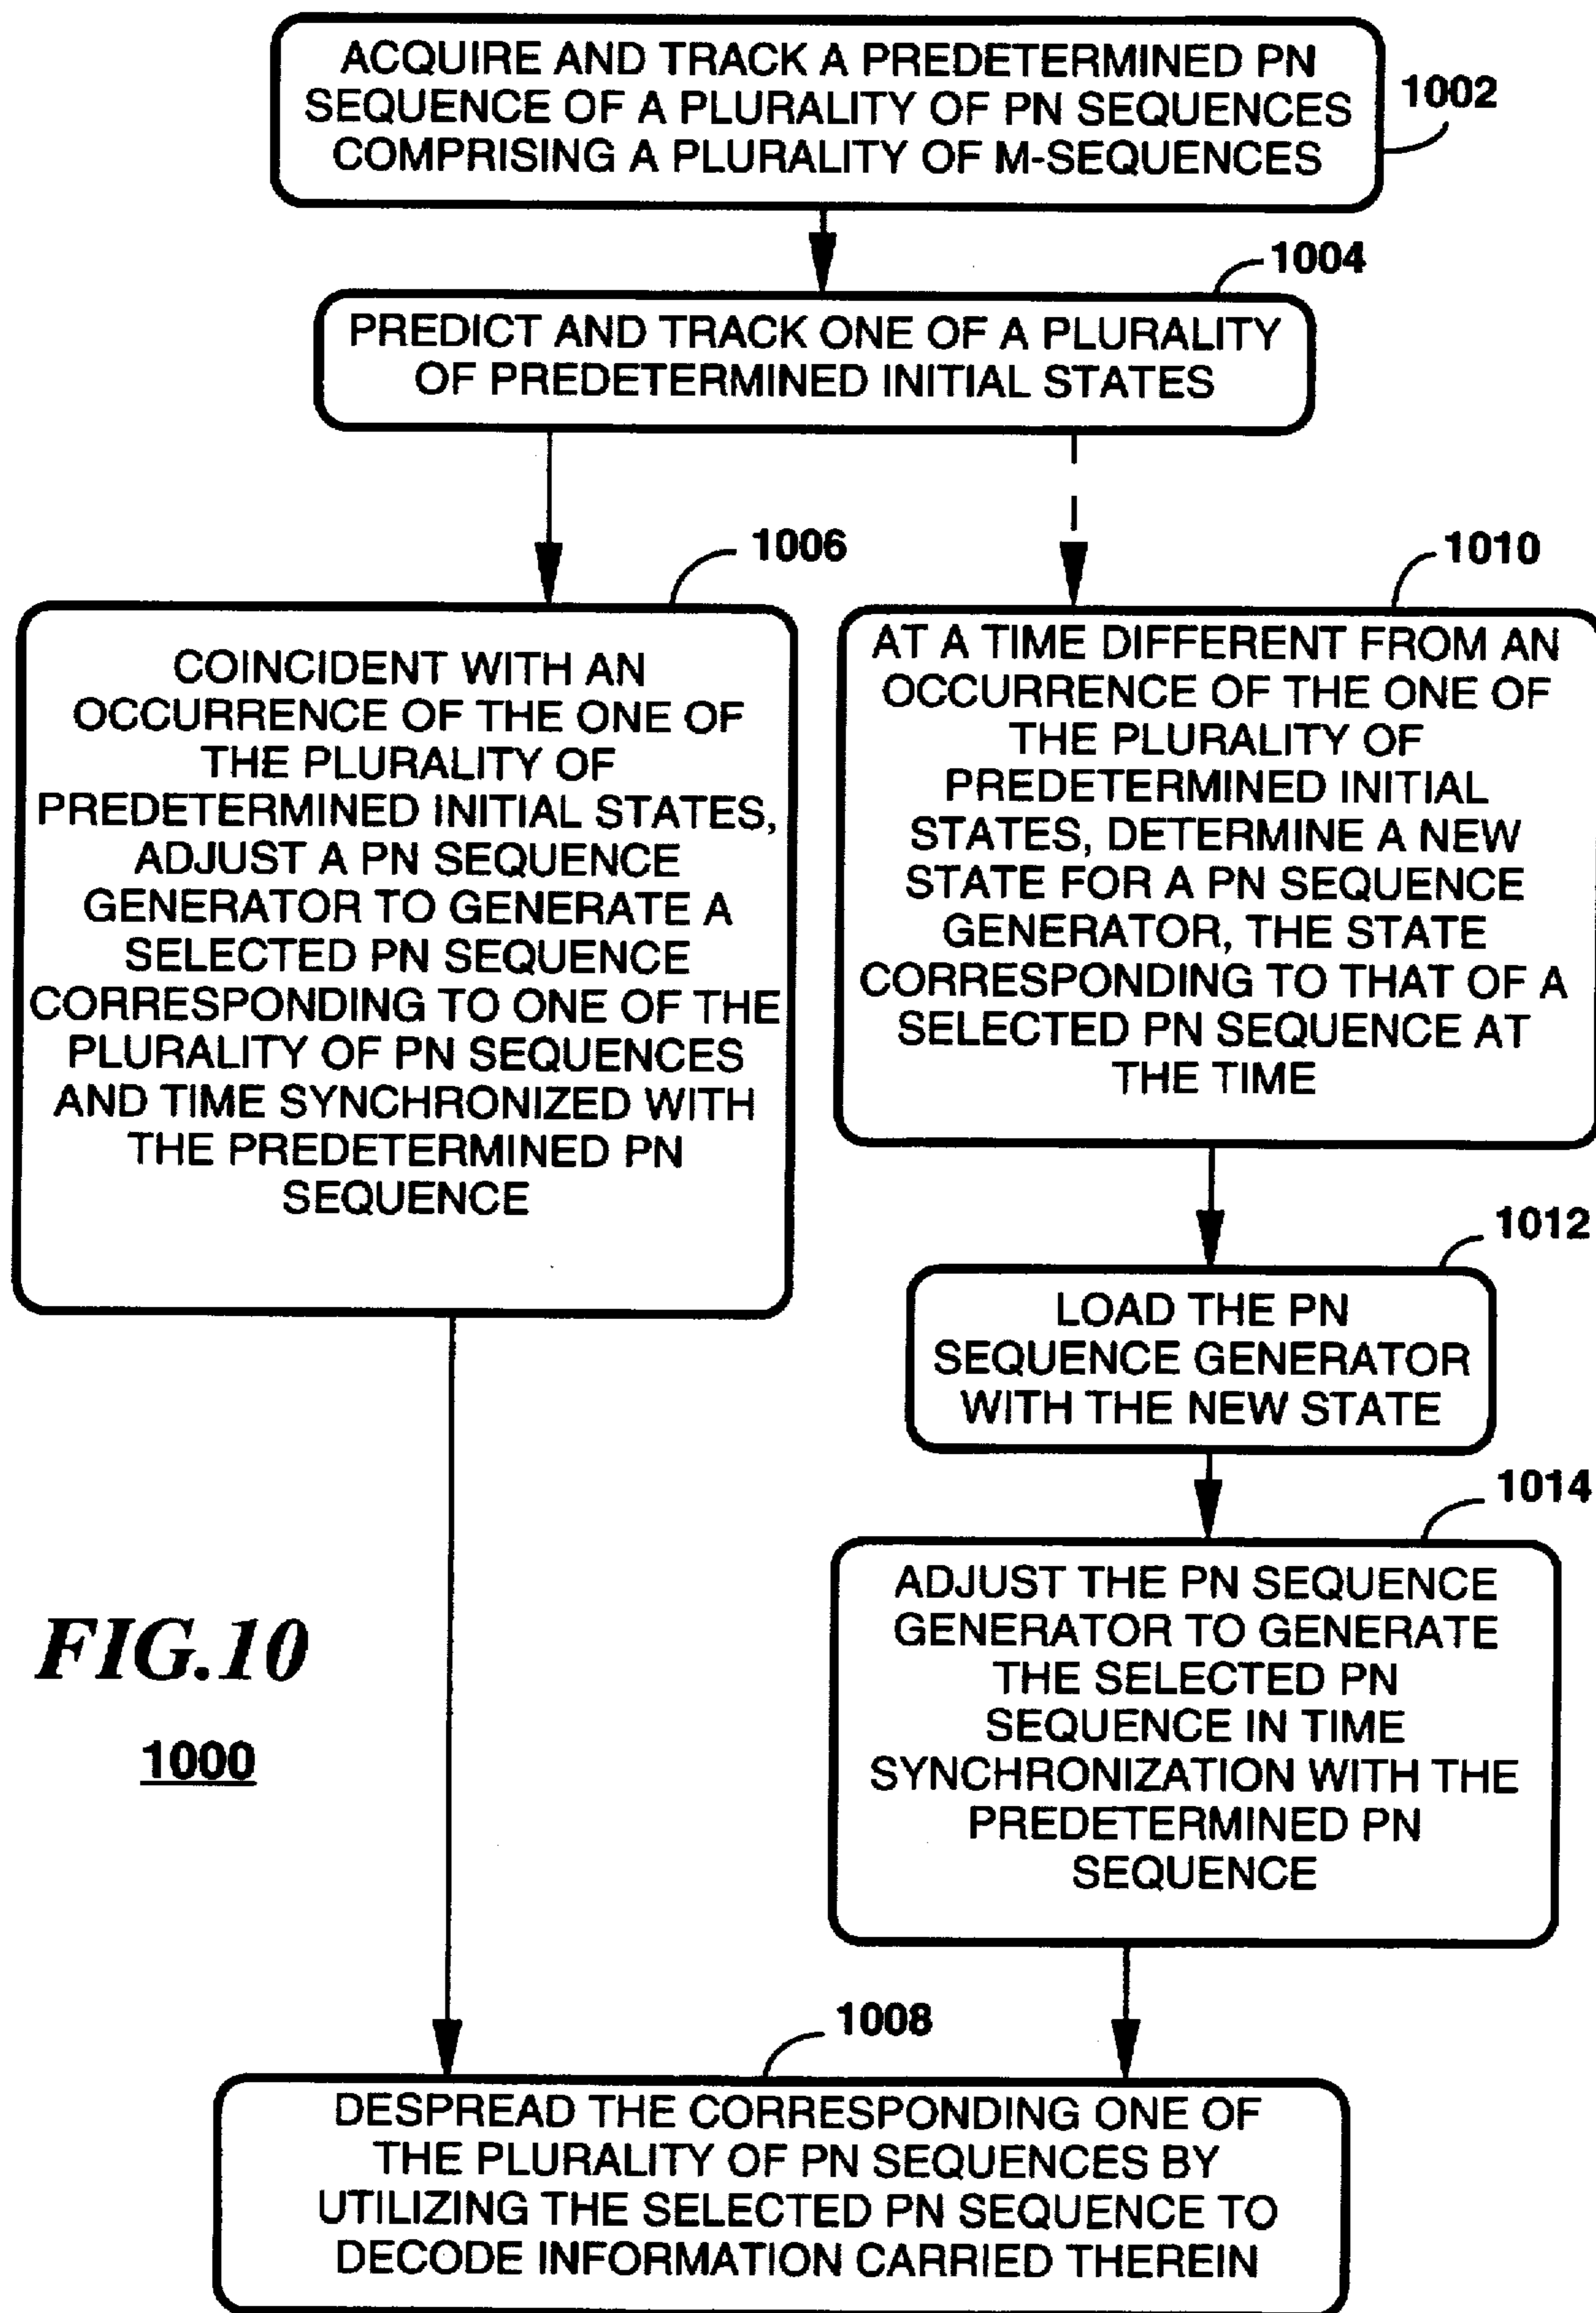 ACQUIRE AND TRACK A PREDETERMINED PN
SEQUENCE OF A PLURALITY OF PN SEQUENCES
COMPRISING A PLURALITY OF M-SEQUENCES
1002
1004
PREDICT AND TRACK ONE OF A PLURALITY
OF PREDETERMINED INITIAL STATES
1006
COINCIDENT WITH AN
OCCURRENCE OF THE ONE OF
THE PLURALITY OF
PREDETERMINED INITIAL STATES,
ADJUST A PN SEQUENCE
GENERATOR TO GENERATE A
SELECTED PN SEQUENCE
CORRESPONDING TO ONE OF THE
PLURALITY OF PN SEQUENCES
AND TIME SYNCHRONIZED WITH
THE PREDETERMINED PN
SEQUENCE
1010
AT A TIME DIFFERENT FROM AN
OCCURRENCE OF THE ONE OF
THE PLURALITY OF
PREDETERMINED INITIAL
STATES, DETERMINE A NEW
STATE FOR A PN SEQUENCE
GENERATOR, THE STATE
CORRESPONDING TO THAT OF A
SELECTED PN SEQUENCE AT
THE TIME
1012
LOAD THE PN
SEQUENCE GENERATOR
WITH THE NEW STATE
1014
ADJUST THE PN SEQUENCE
GENERATOR TO GENERATE
THE SELECTED PN
SEQUENCE IN TIME
SYNCHRONIZATION WITH THE
PREDETERMINED PN
SEQUENCE
FIG.10
1000
1008
DESPREAD THE CORRESPONDING ONE OF
THE PLURALITY OF PN SEQUENCES BY
UTILIZING THE SELECTED PN SEQUENCE TO
DECODE INFORMATION CARRIED THEREIN